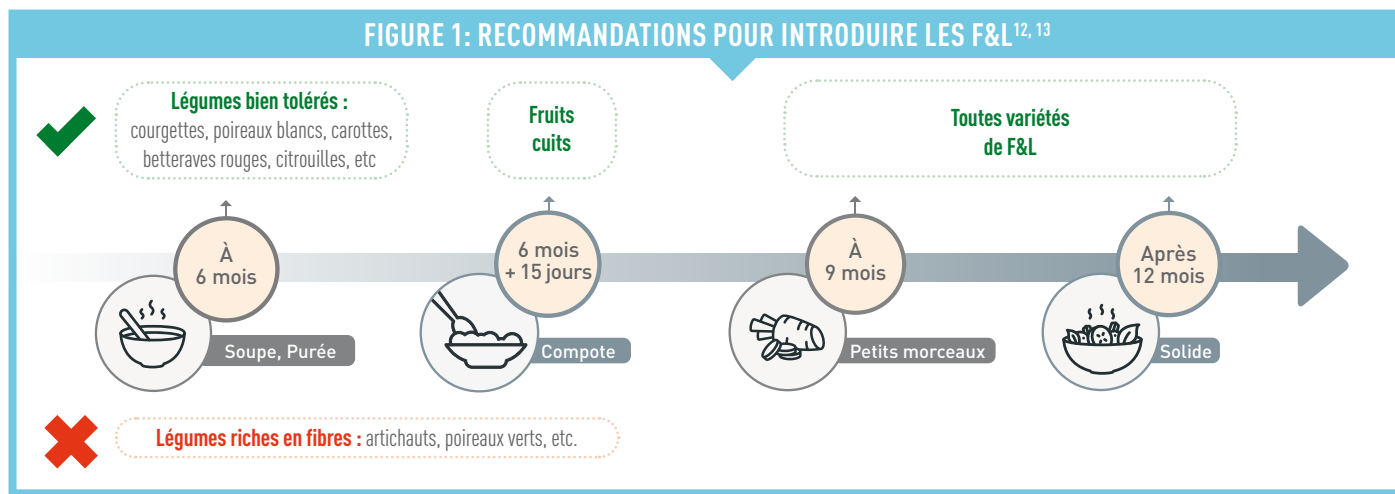 FIGURE 1: RECOMMANDATIONS POUR INTRODUIRE LES F&L12, 13
Légumes bien tolérés :
courgettes, poireaux blancs, carottes,
betteraves rouges, citrouilles, etc
Fruits
cuits
Toutes variétés
de F&L
À
6 mois
6 mois
+ 15 jours
À
9 mois
Après
12 mois
Soupe, Purée
Compote
Petits morceaux
Solide
Légumes riches en fibres : artichauts, poireaux verts, etc.